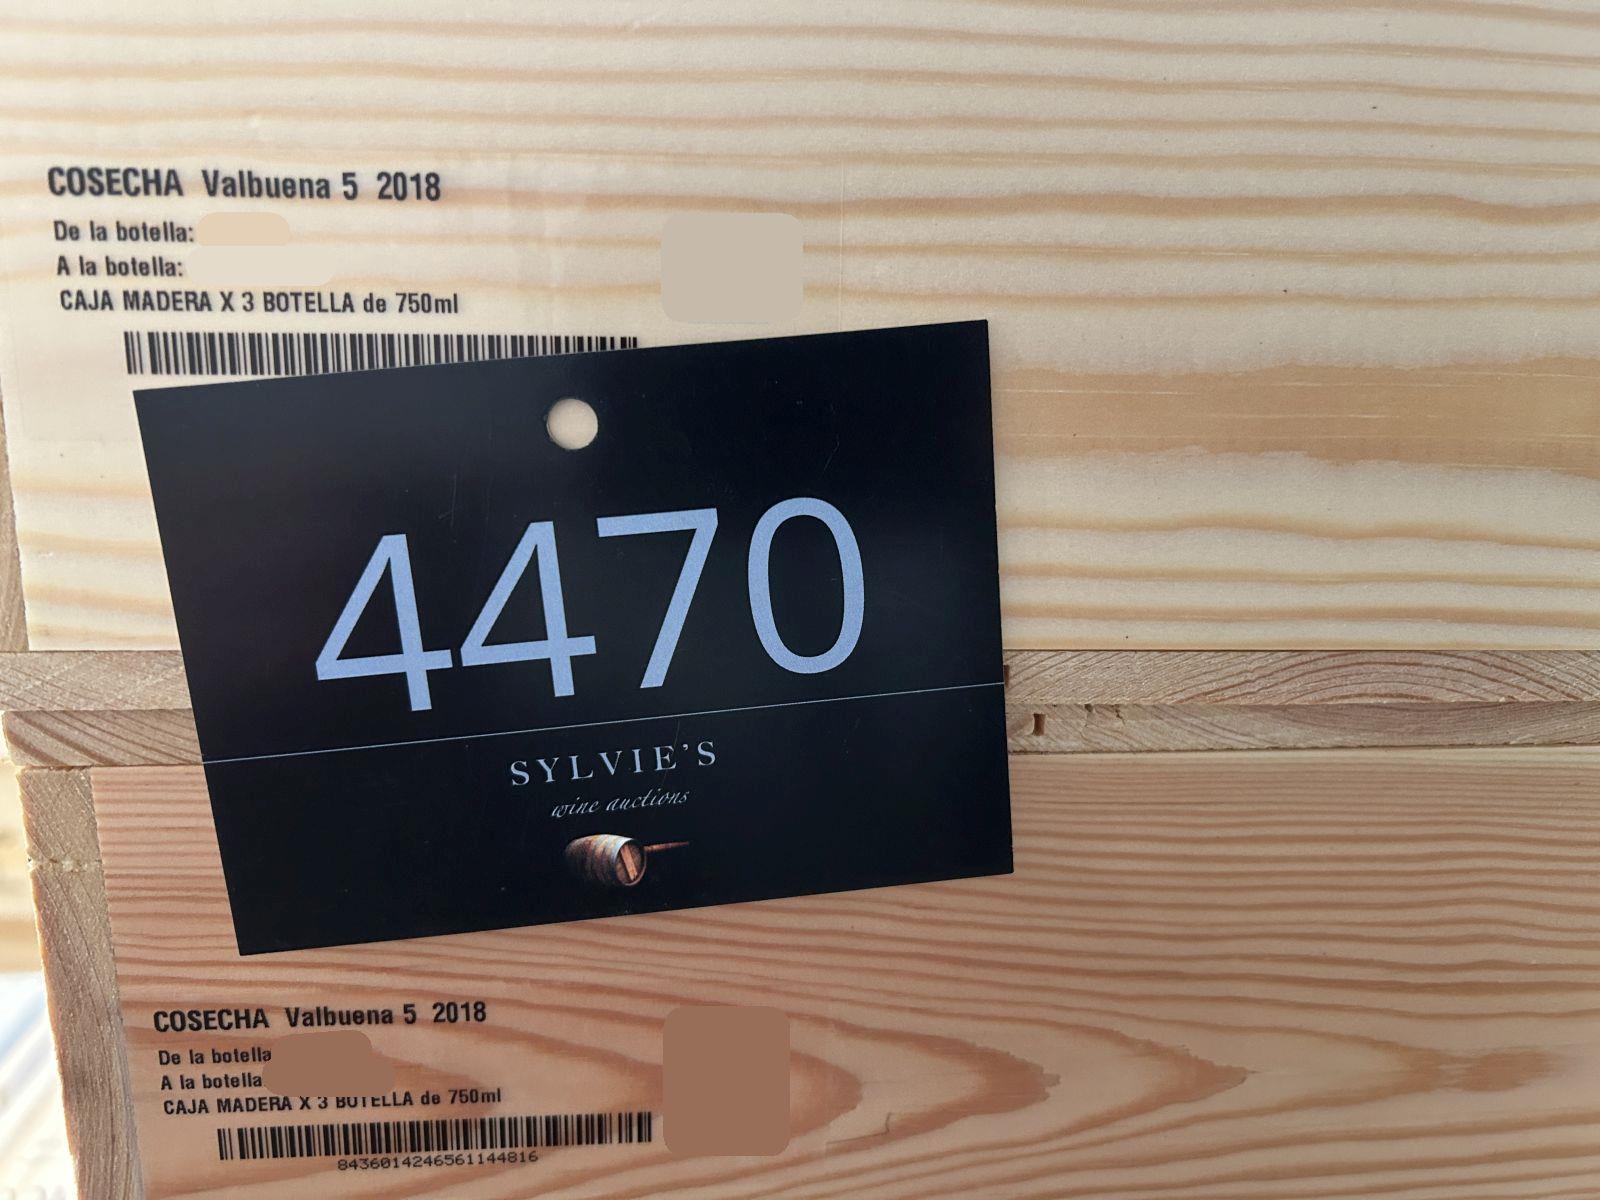 COSECHA Valbuena 5 2018
De la botella:
A la botella:
CAJA MADERA X 3 BOTELLA de 750ml
4470
SYLVIE'S
wine auctions
COSECHA Valbuena 5 2018
De la botella
A la botella
CAJA MADERA X 3 BOTELLA de 750ml
8436014246561144816